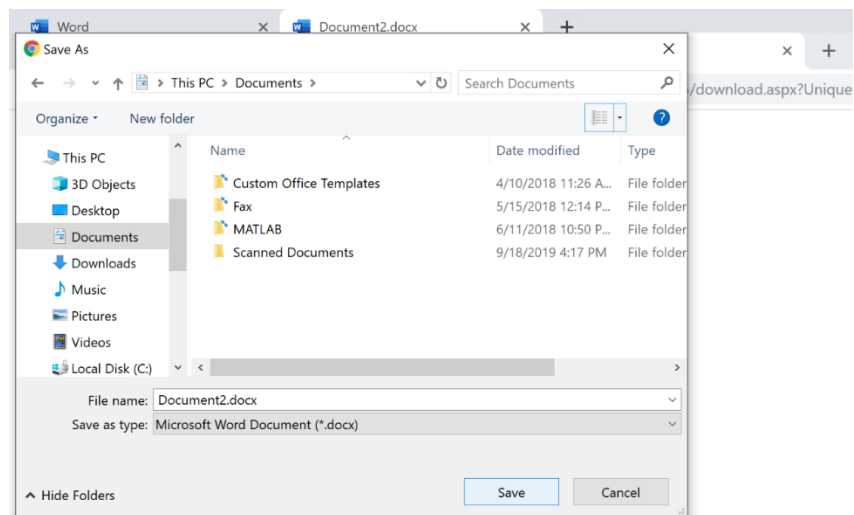 Word
Document2.docx
Save As
This PC > Documents >
Search Documents
/download.aspx?Unique
Organize
New folder
?
Name
Date modified
Type
This PC
3D Objects
Desktop
Documents
Downloads
Music
Pictures
Videos
Local Disk (C:)
Custom Office Templates 4/10/2018 11:26 A... File folder
Fax 5/15/2018 12:14 P... File folder
MATLAB 6/11/2018 10:50 P... File folder
Scanned Documents 9/18/2019 4:17 PM File folder
File name: Document2.docx
Save as type: Microsoft Word Document (*.docx)
Hide Folders
Save
Cancel